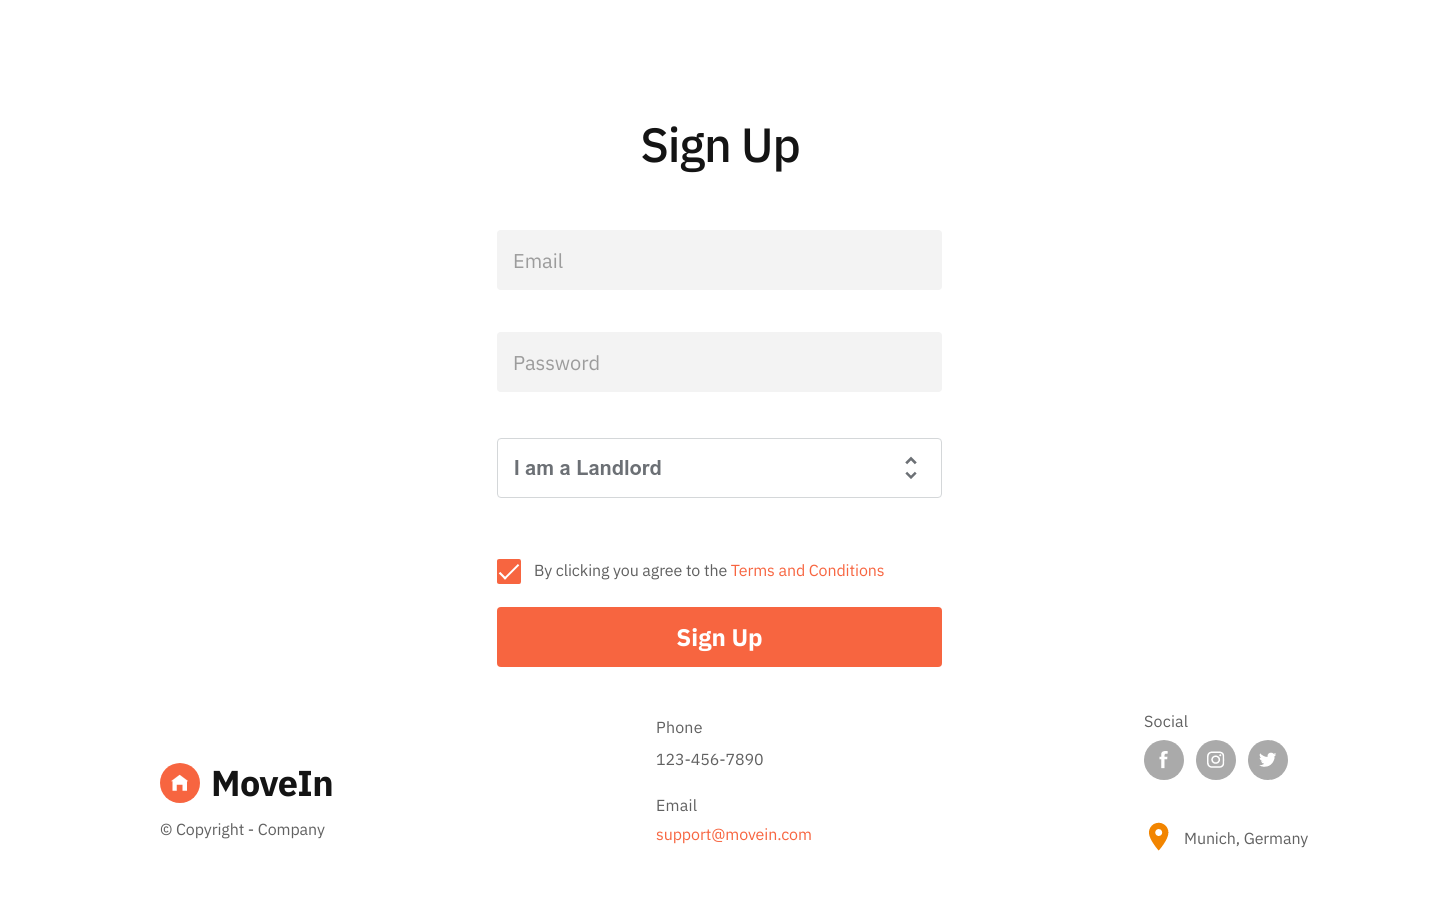 Sign Up
Email
Password
I am a Landlord
By clicking you agree to the Terms and Conditions
Sign Up
MoveIn
© Copyright - Company
Phone
123-456-7890
Email
support@movein.com
Social
Munich, Germany